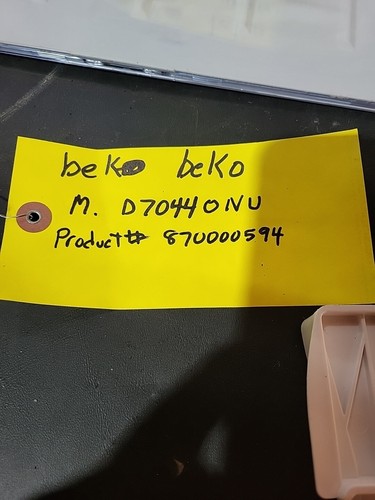 beko beko
M. D70440NU
Product# 870000594